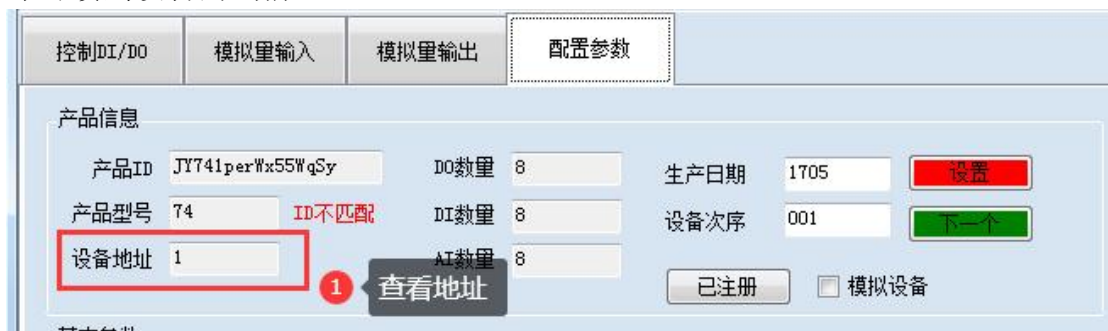 控制DI/DO 模拟量输入 模拟量输出 配置参数
产品信息
产品ID JY741perWx55WqSy DO数量 8 生产日期 1705 设置
产品型号 74 ID不匹配 DI数量 8 设备次序 001 下一个
设备地址 1 AI数量 8
1 查看地址 已注册 模拟设备